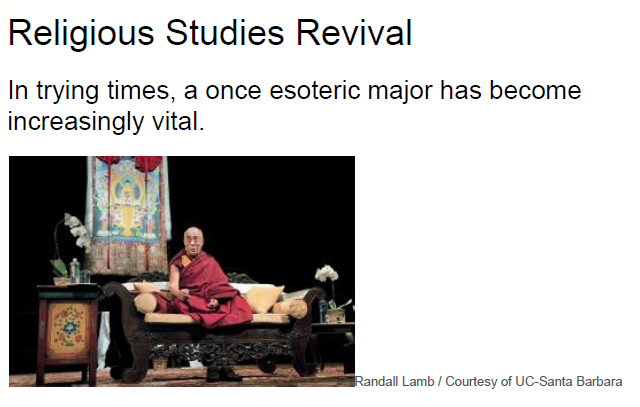 Religious Studies Revival
In trying times, a once esoteric major has become
increasingly vital.
Randall Lamb / Courtesy of UC-Santa Barbara